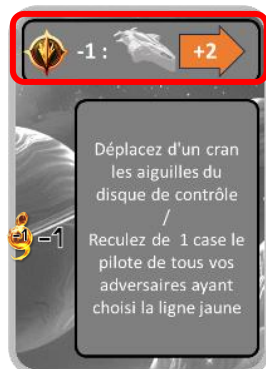 -1 : +2
Déplacez d'un cran
les aiguilles du
disque de contrôle
/
Reculez de 1 case le
pilote de tous vos
adversaires ayant
choisi la ligne jaune
-1 -1